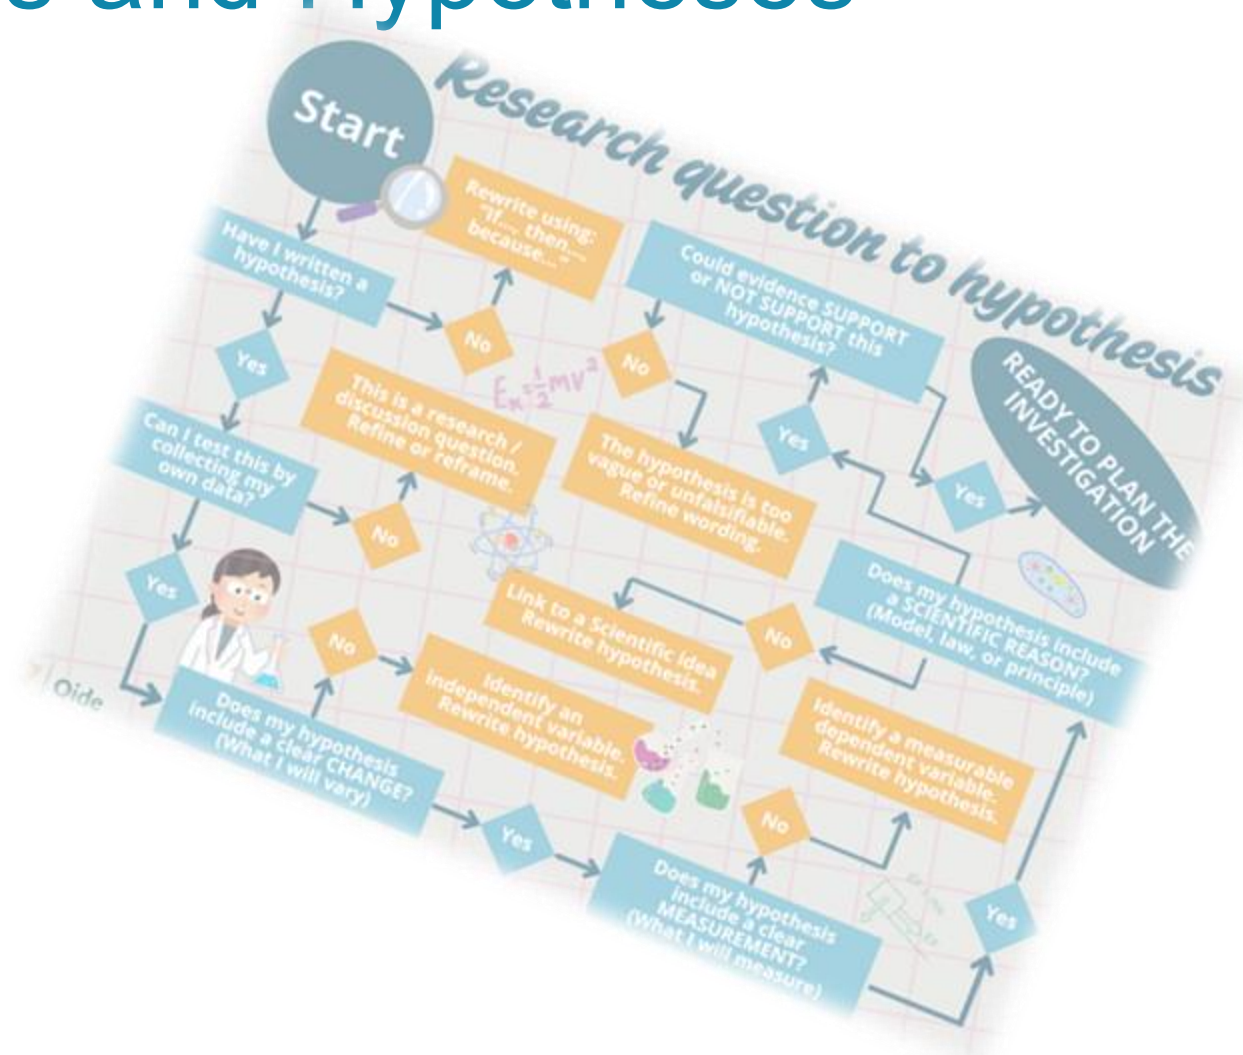 and Hypotheses
Research question to hypothesis
Start
Have I written a
hypothesis?
No
Rewrite using:
"If.... then....
because..."
Yes
Can I test this by
collecting my
own data?
No
This is a research /
discussion question.
Refine or reframe.
Yes
Does my hypothesis
include a clear CHANGE?
(What I will vary)
No
Identify an
independent variable.
Rewrite hypothesis.
Yes
Does my hypothesis
include a clear
MEASUREMENT?
(What I will measure)
No
Identify a measurable
dependent variable.
Rewrite hypothesis.
Yes
Does my hypothesis include
a SCIENTIFIC REASON?
(Model, law, or principle)
No
Link to a Scientific idea
Rewrite hypothesis.
Yes
Could evidence SUPPORT
or NOT SUPPORT this
hypothesis?
No
The hypothesis is too
vague or unfalsifiable.
Refine wording.
Yes
READY TO PLAN THE
INVESTIGATION
Eₖ=½mv²
Oide